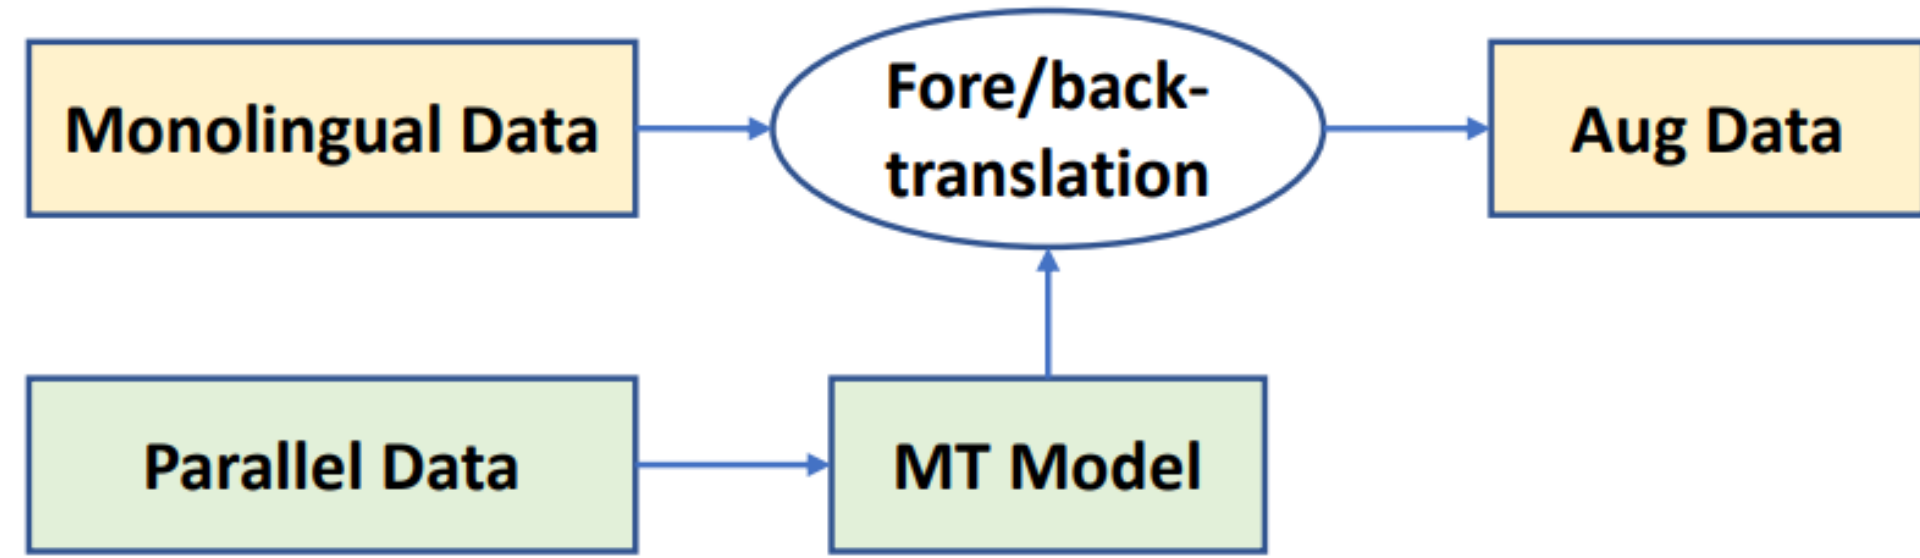 Monolingual Data
Fore/back-
translation
Aug Data
Parallel Data
MT Model